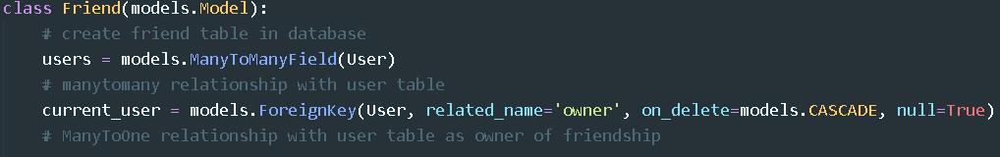 class Friend(models.Model):
    # create friend table in database
    users = models.ManyToManyField(User)
    # manytomany relationship with user table
    current_user = models.ForeignKey(User, related_name='owner', on_delete=models.CASCADE, null=True)
    # ManyToOne relationship with user table as owner of friendship